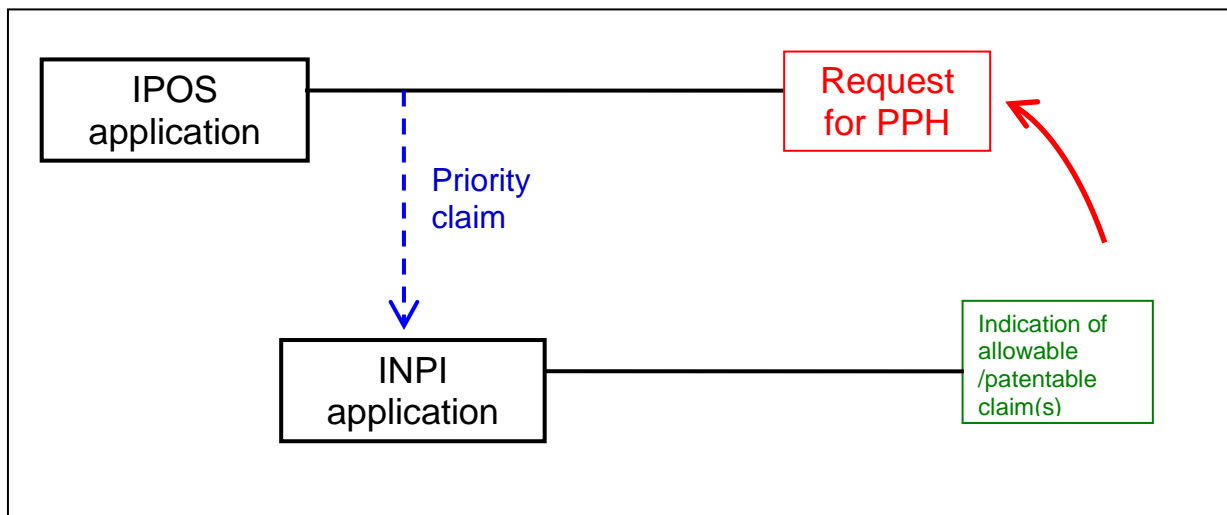 IPOS
application
Request
for PPH
Priority
claim
INPI
application
Indication of
allowable
/patentable
claim(s)